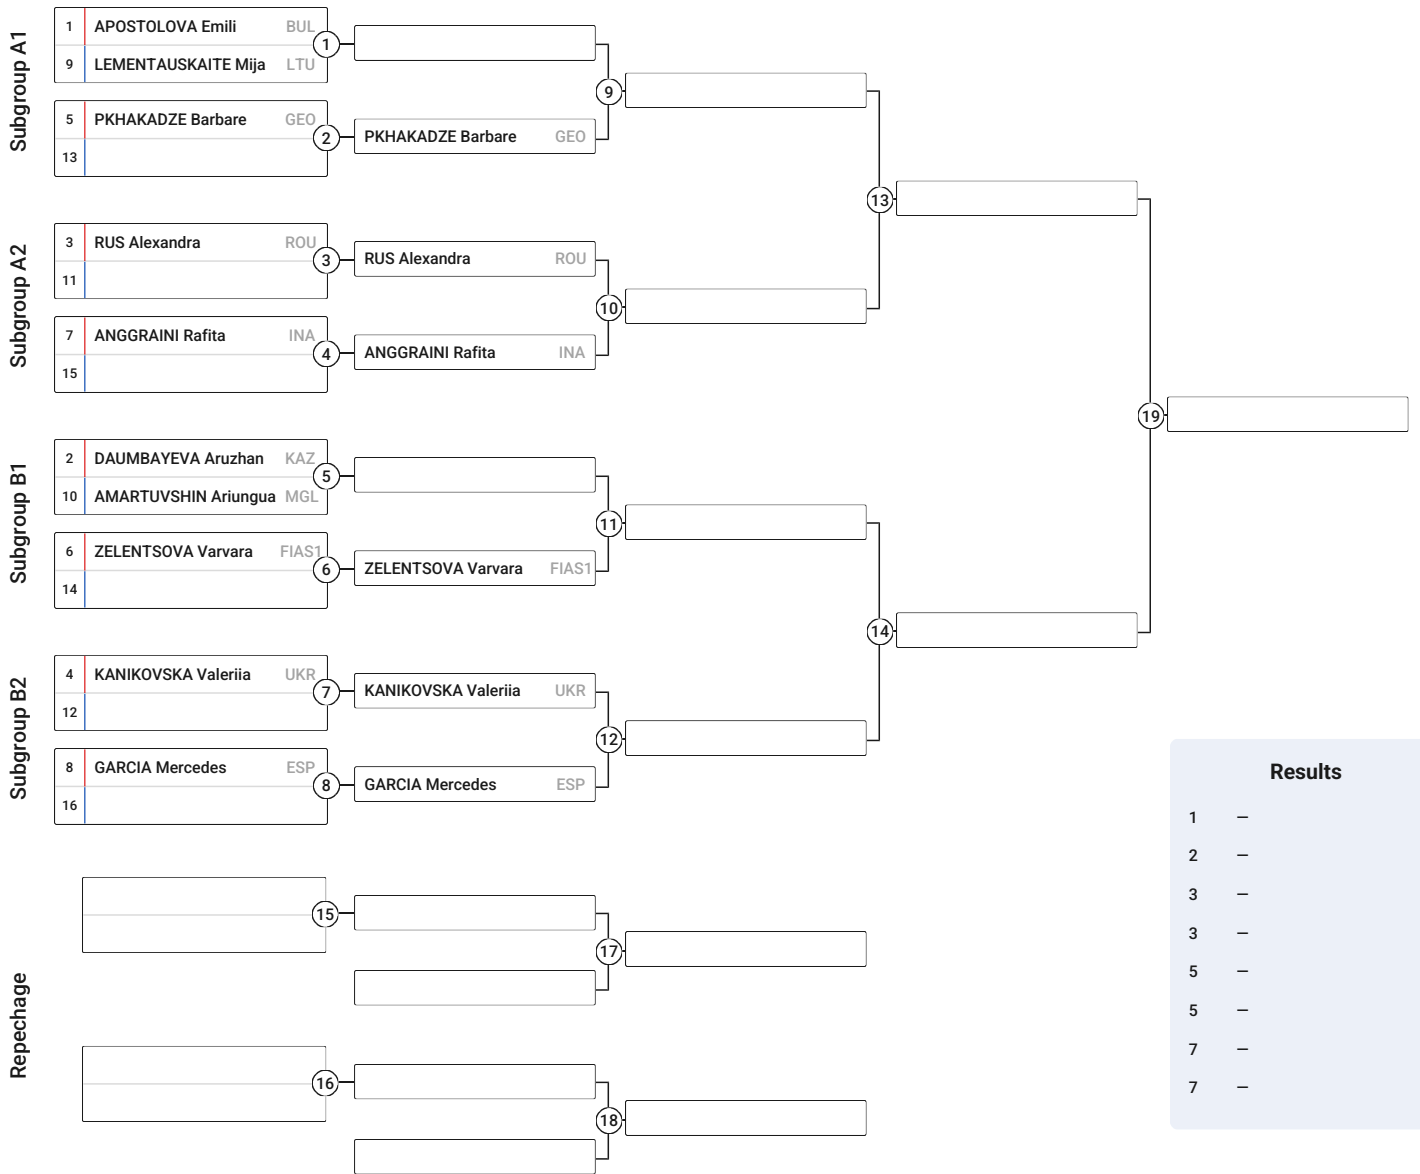 Subgroup A1
1 APOSTOLOVA Emili BUL
9 LEMENTAUSKAITE Mija LTU
1
5 PKHAKADZE Barbare GEO
13
2
PKHAKADZE Barbare GEO
9
Subgroup A2
3 RUS Alexandra ROU
11
3
RUS Alexandra ROU
7 ANGGRAINI Rafita INA
15
4
ANGGRAINI Rafita INA
10
13
Subgroup B1
2 DAUMBAYEVA Aruzhan KAZ
10 AMARTUVSHIN Ariungua MGL
5
6 ZELENTSOVA Varvara FIAS1
14
6
ZELENTSOVA Varvara FIAS1
11
Subgroup B2
4 KANIKOVSKA Valeriia UKR
12
7
KANIKOVSKA Valeriia UKR
8 GARCIA Mercedes ESP
16
8
GARCIA Mercedes ESP
12
14
19
Repechage
15
17
16
18
Results
1 –
2 –
3 –
3 –
5 –
5 –
7 –
7 –